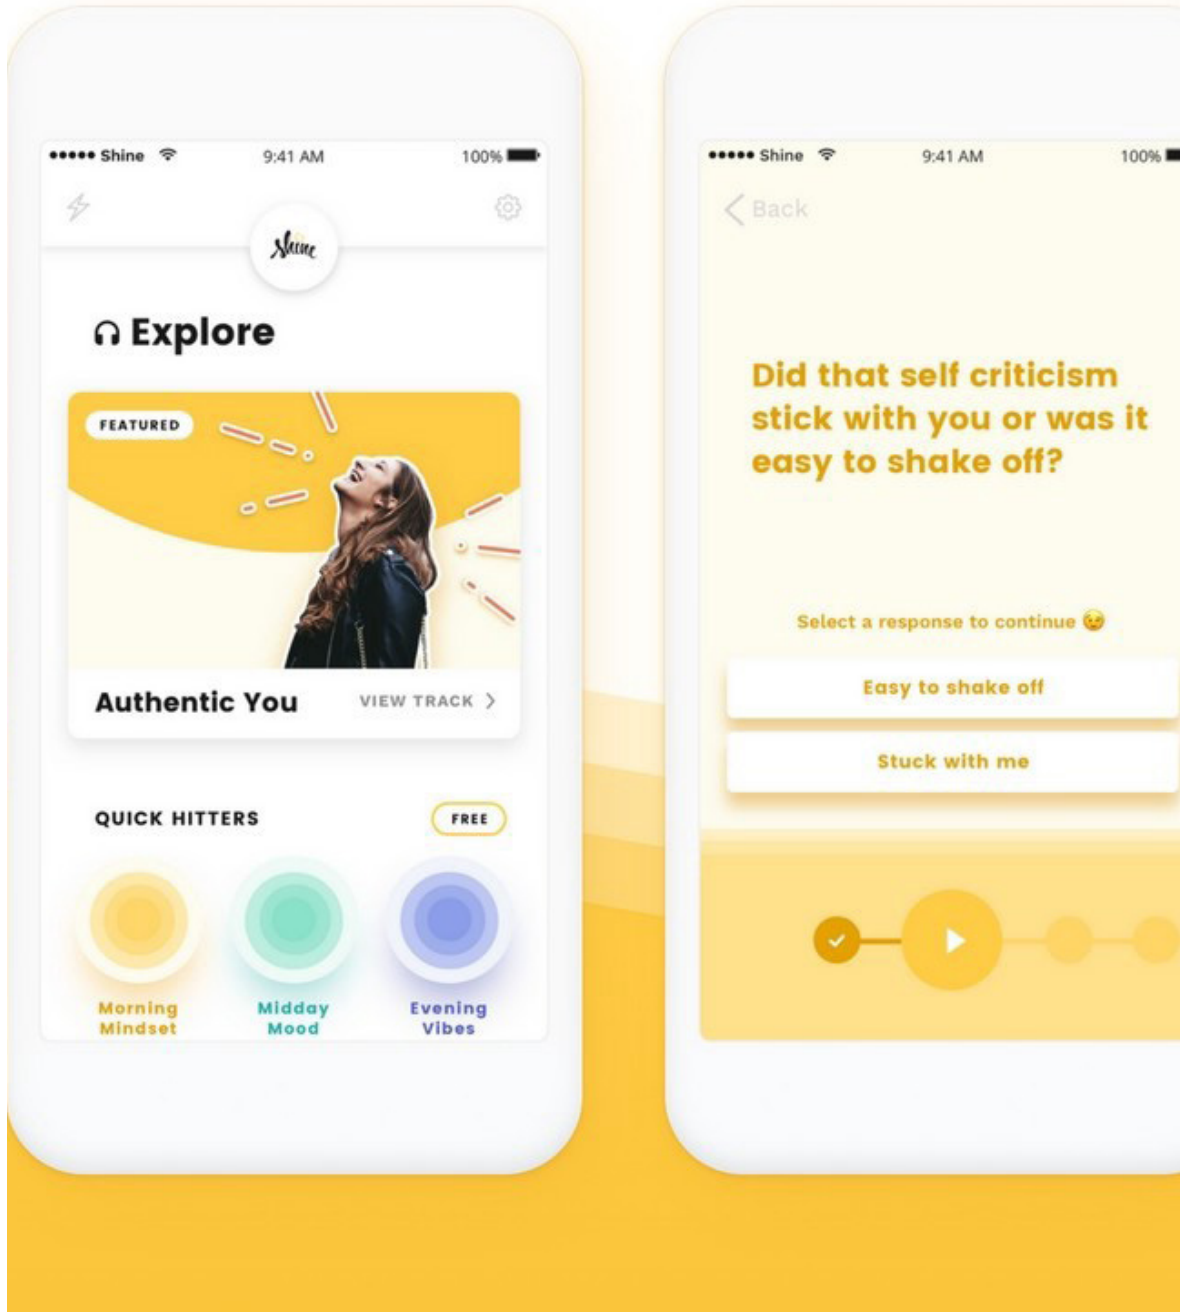 Shine
9:41 AM
100%
Shine
Explore
FEATURED
Authentic You
VIEW TRACK
QUICK HITTERS
FREE
Morning
Mindset
Midday
Mood
Evening
Vibes
Shine
9:41 AM
100%
Back
Did that self criticism
stick with you or was it
easy to shake off?
Select a response to continue 😉
Easy to shake off
Stuck with me